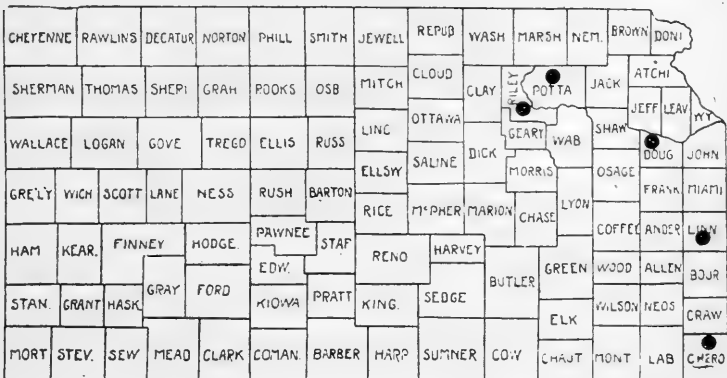 CHEYENNE RAWLINS DECATUR NORTON PHILL SMITH JEWELL REPUB WASH MARSH NEM. BROWN DONI
SHERMAN THOMAS SHERI GRAH ROOKS OSB MITCH CLOUD CLAY RILEY POTTA JACK ATCHI
JEFF LEAV WY
WALLACE LOGAN GOVE TREGO ELLIS RUSS LINC OTTAWA DICK GEARY WAB SHAW DOUG JOHN
ELLSW SALINE MORRIS OSAGE FRANK MIAMI
GRELY WICH SCOTT LANE NESS RUSH BARTON RICE McPHER MARION CHASE LYON COFFEE ANDER LINN
HAM KEAR. FINNEY HODGE. PAWNEE STAF RENO HARVEY
EDW. BUTLER GREEN WOOD ALLEN BOUR
STAN. GRANT HASK. GRAY FORD KIOWA PRATT KING. SEDGE ELK WILSON NEOS CRAW
MORT STEV. SEW MEAD CLARK COMAN. BARBER HARP SUMNER COW CHAUT MONT LAB CHERO